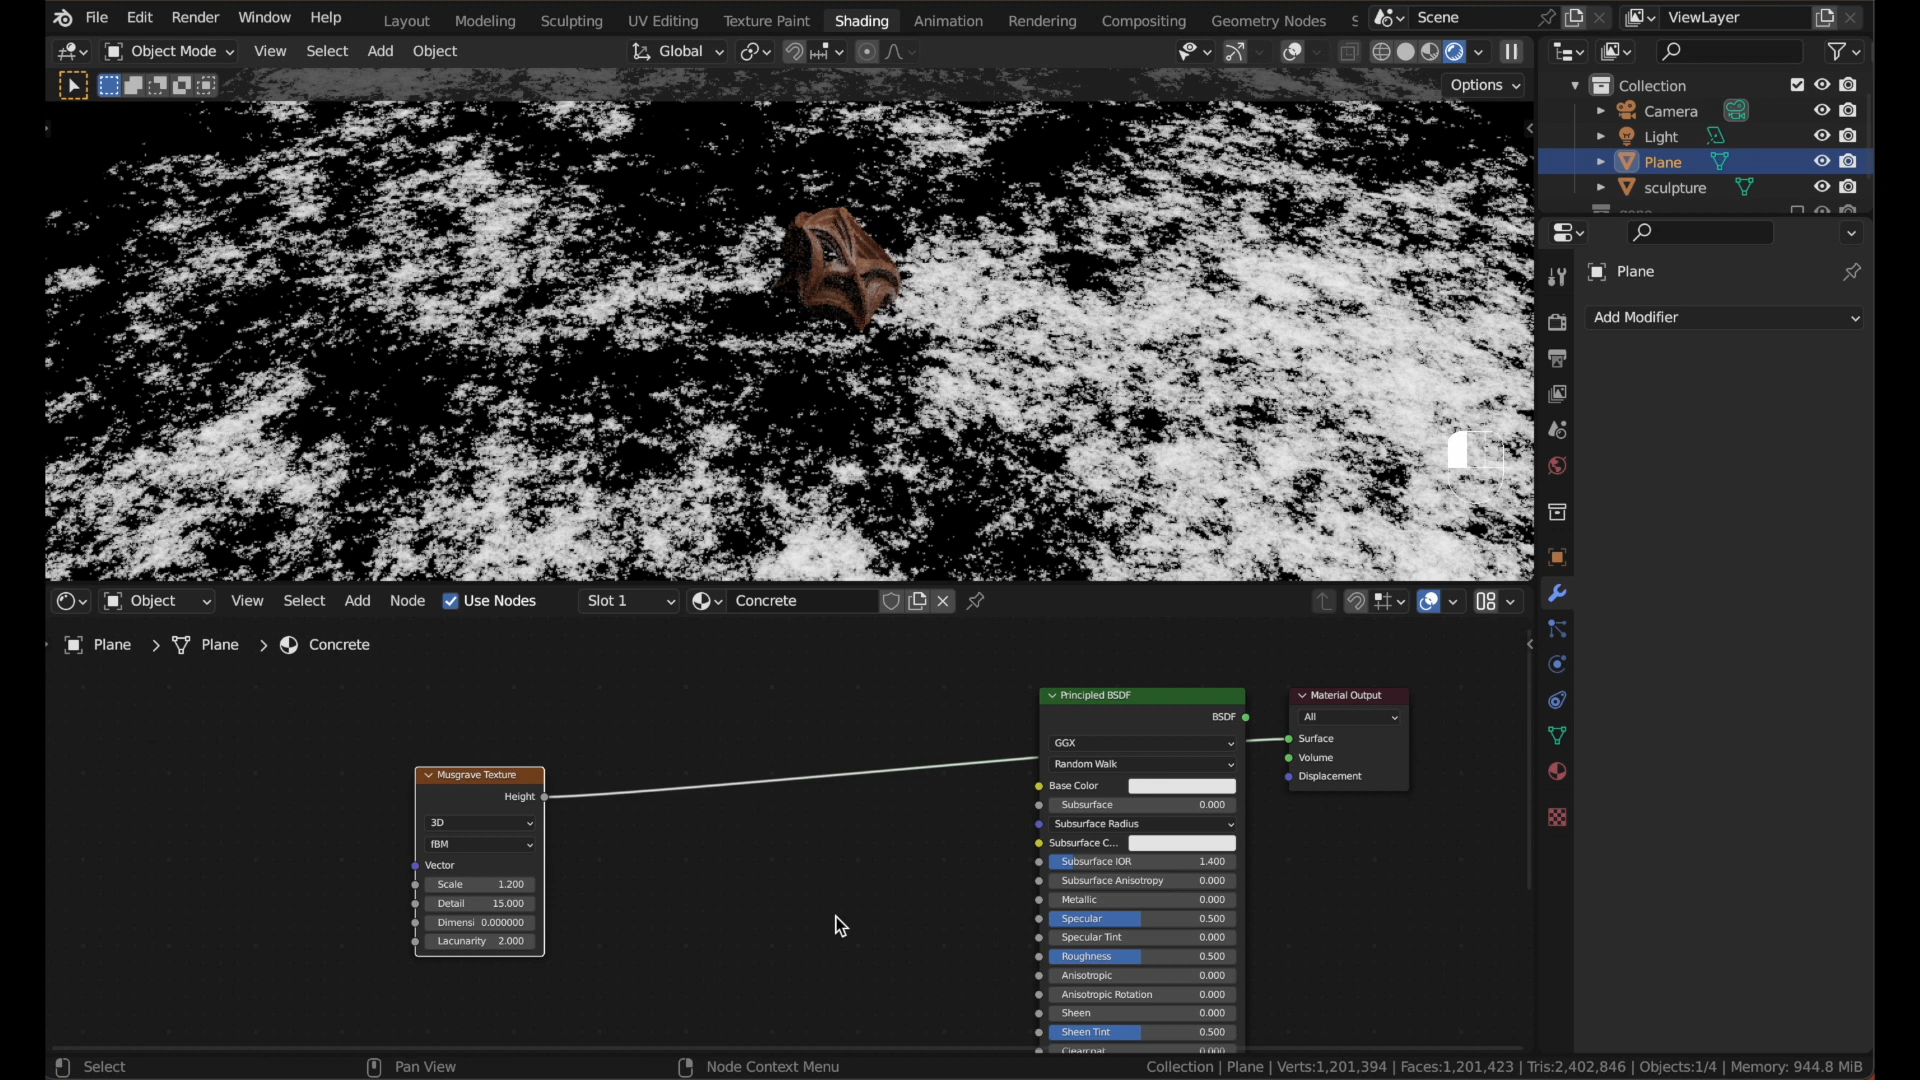 File Edit Render Window Help Layout Modeling Sculpting UV Editing Texture Paint Shading Animation Rendering Compositing Geometry Nodes S Scene ViewLayer
Object Mode View Select Add Object Global
Options
Collection
Camera
Light
Plane
sculpture
Plane
Add Modifier
Object View Select Add Node Use Nodes Slot 1 Concrete
Plane > Plane > Concrete
Musgrave Texture
Height
3D
fBM
Vector
Scale 1.200
Detail 15.000
Dimensi 0.000000
Lacunarity 2.000
Principled BSDF
BSDF
GGX
Random Walk
Base Color
Subsurface 0.000
Subsurface Radius
Subsurface C...
Subsurface IOR 1.400
Subsurface Anisotropy 0.000
Metallic 0.000
Specular 0.500
Specular Tint 0.000
Roughness 0.500
Anisotropic 0.000
Anisotropic Rotation 0.000
Sheen 0.000
Sheen Tint 0.500
Clearcoat 0.000
Material Output
All
Surface
Volume
Displacement
Select Pan View Node Context Menu Collection | Plane | Verts:1,201,394 | Faces:1,201,423 | Tris:2,402,846 | Objects:1/4 | Memory: 944.8 MiB